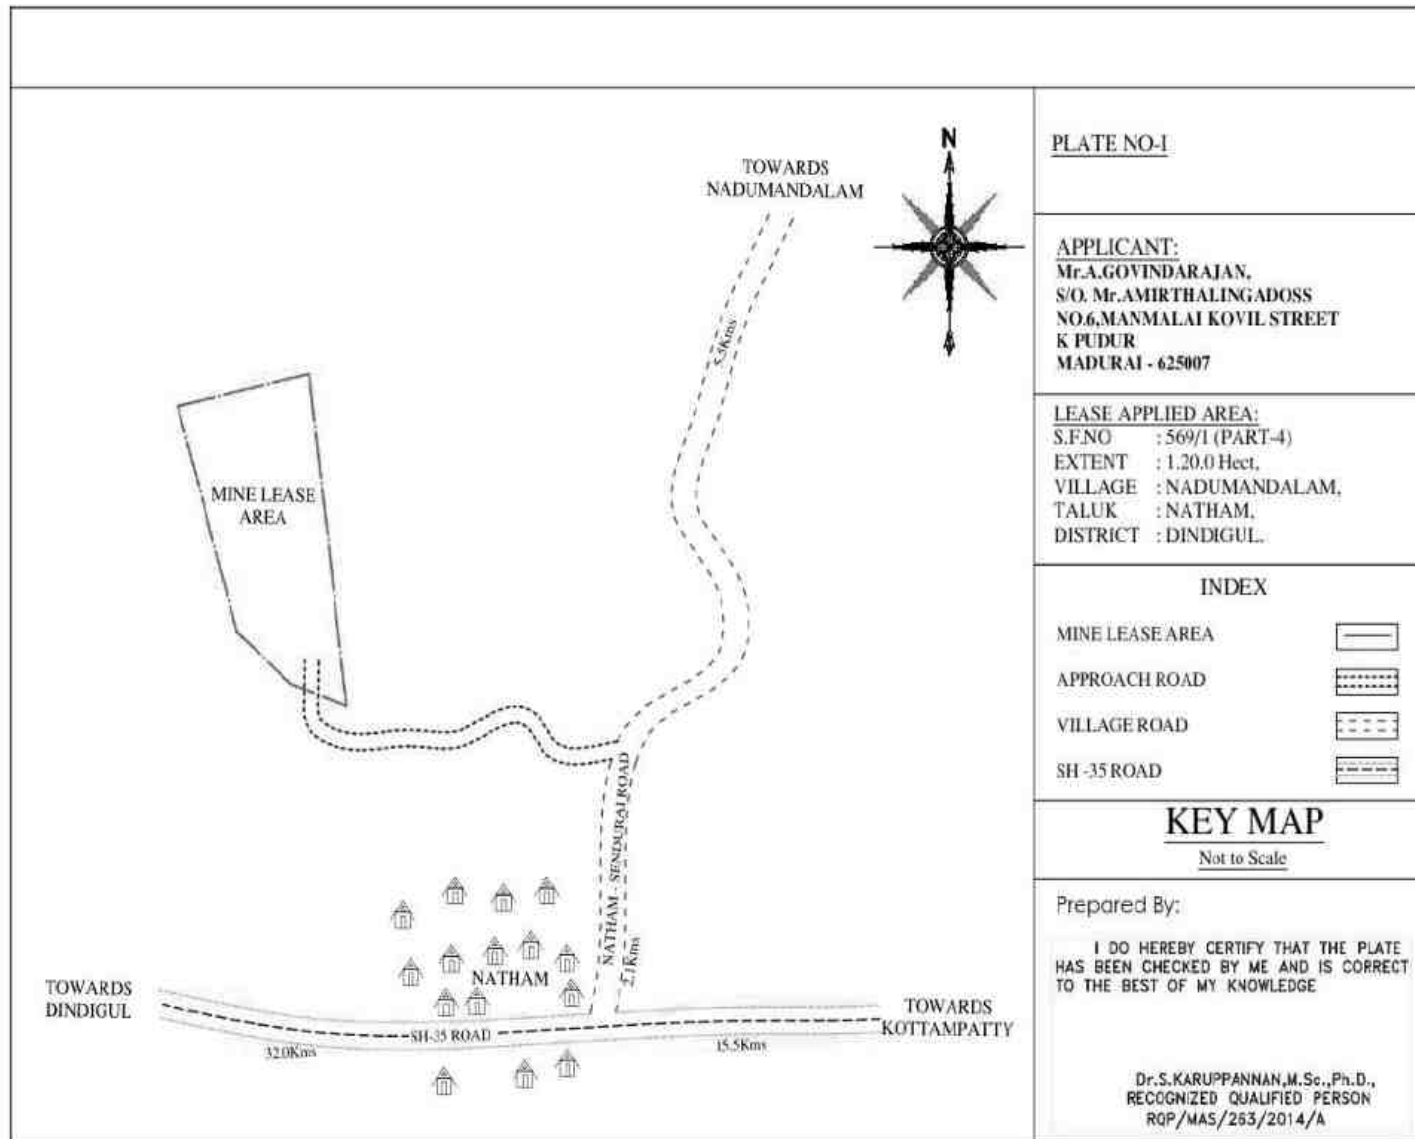 TOWARDS
NADUMANDALAM
N
5.5Kms
MINE LEASE
AREA
NATHAM - SENDURAI ROAD
2.1Kms
NATHAM
TOWARDS
DINDIGUL
SH-35 ROAD
32.0Kms
15.5Kms
TOWARDS
KOTTAMPATTY
PLATE NO-I
APPLICANT:
Mr.A.GOVINDARAJAN,
S/O. Mr.AMIRTHALINGADOSS
NO.6,MANMALAI KOVIL STREET
K PUDUR
MADURAI - 625007
LEASE APPLIED AREA:
S.F.NO : 569/1 (PART-4)
EXTENT : 1.20.0 Hect,
VILLAGE : NADUMANDALAM,
TALUK : NATHAM,
DISTRICT : DINDIGUL.
INDEX
MINE LEASE AREA
APPROACH ROAD
VILLAGE ROAD
SH -35 ROAD
KEY MAP
Not to Scale
Prepared By:
I DO HEREBY CERTIFY THAT THE PLATE
HAS BEEN CHECKED BY ME AND IS CORRECT
TO THE BEST OF MY KNOWLEDGE
Dr.S.KARUPPANNAN,M.Sc.,Ph.D.,
RECOGNIZED QUALIFIED PERSON
RQP/MAS/263/2014/A